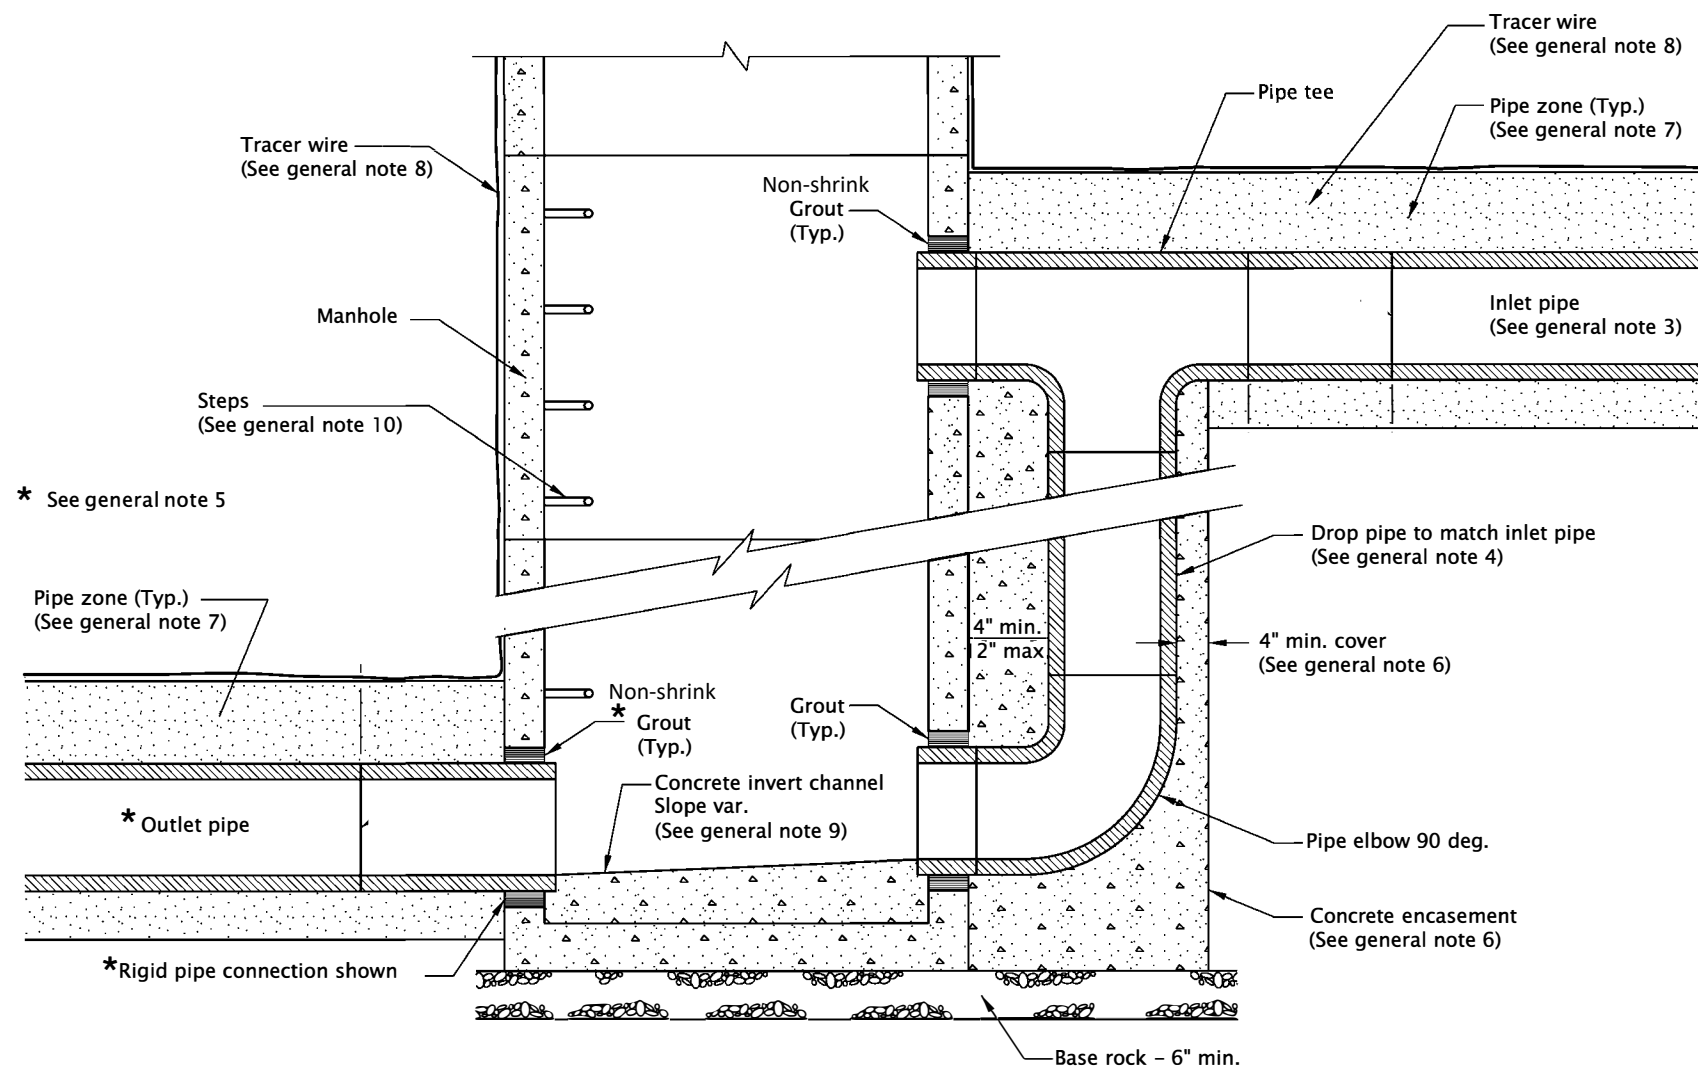 Tracer wire
(See general note 8)
Pipe tee
Pipe zone (Typ.)
(See general note 7)
Tracer wire
(See general note 8)
Non-shrink
Grout
(Typ.)
Inlet pipe
(See general note 3)
Manhole
Steps
(See general note 10)
* See general note 5
Drop pipe to match inlet pipe
(See general note 4)
Pipe zone (Typ.)
(See general note 7)
4" min.
12" max
4" min. cover
(See general note 6)
Non-shrink
* Grout
(Typ.)
Grout
(Typ.)
Concrete invert channel
Slope var.
(See general note 9)
* Outlet pipe
Pipe elbow 90 deg.
Concrete encasement
(See general note 6)
*Rigid pipe connection shown
Base rock - 6" min.